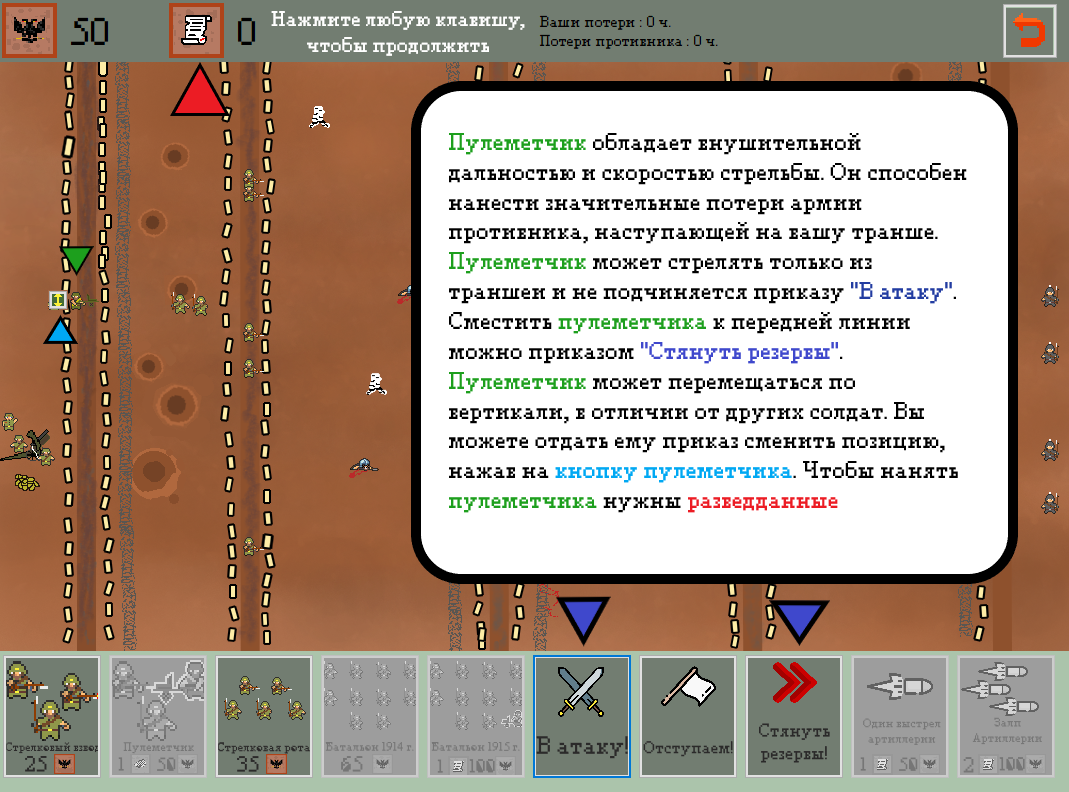 50
0
Нажмите любую клавишу,
чтобы продолжить
Ваши потери : 0 ч.
Потери противника : 0 ч.
Пулеметчик обладает внушительной
дальностью и скоростью стрельбы. Он способен
нанести значительные потери армии
противника, наступающей на вашу транше.
Пулеметчик может стрелять только из
траншеи и не подчиняется приказу "В атаку".
Сместить пулеметчика к передней линии
можно приказом "Стянуть резервы".
Пулеметчик может перемещаться по
вертикали, в отличии от других солдат. Вы
можете отдать ему приказ сменить позицию,
нажав на кнопку пулеметчика. Чтобы нанять
пулеметчика нужны разведданные
Стрелковый взвод
25
Пулеметчик
1 50
Стрелковая рота
35
Батальон 1914 г.
65
Батальон 1915 г.
1 100
В атаку!
Отступаем!
Стянуть
резервы!
Один выстрел
артиллерии
1 50
Залп
Артиллерии
2 100